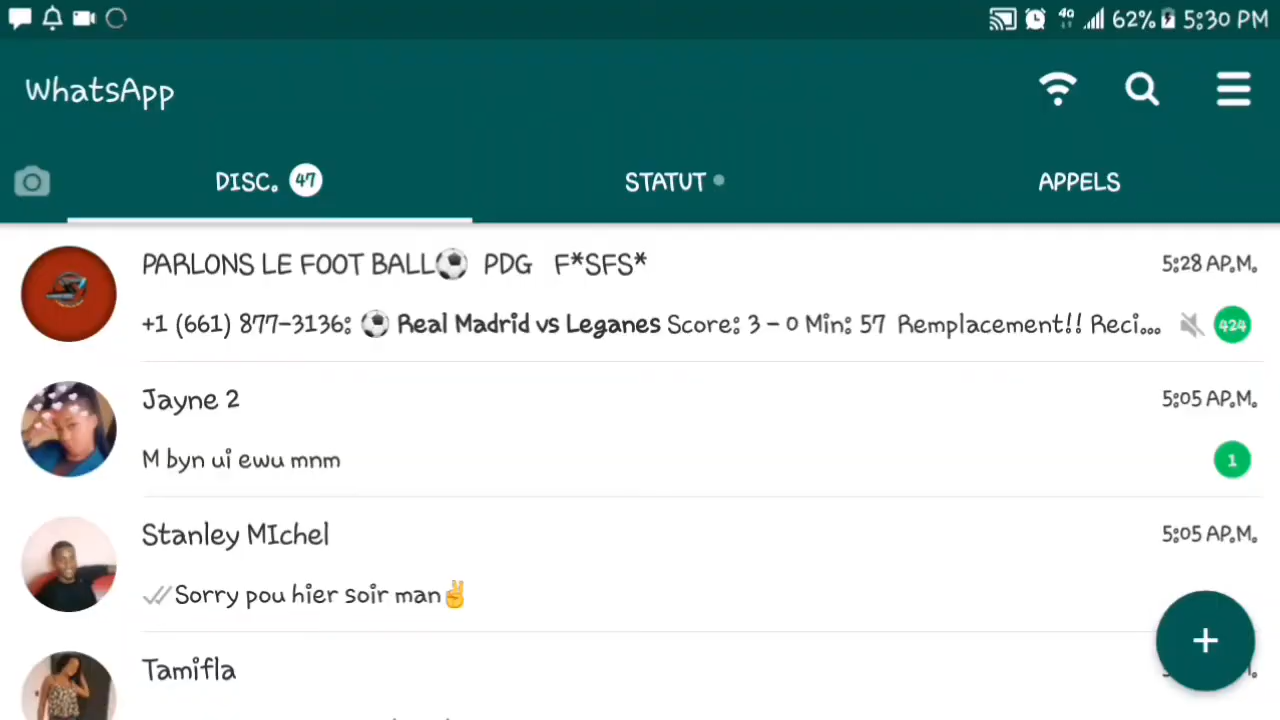 4G 62% 5:30 PM
WhatsApp
DISC. 47 STATUT APPELS
PARLONS LE FOOT BALL⚽ PDG F*SFS* 5:28 AP.M.
+1 (661) 877-3136: ⚽ Real Madrid vs Leganes Score: 3 - 0 Min: 57 Remplacement!! Reci... 424
Jayne 2 5:05 AP.M.
M byn ui ewu mnm 1
Stanley MIchel 5:05 AP.M.
Sorry pou hier soir man✌
Tamifla